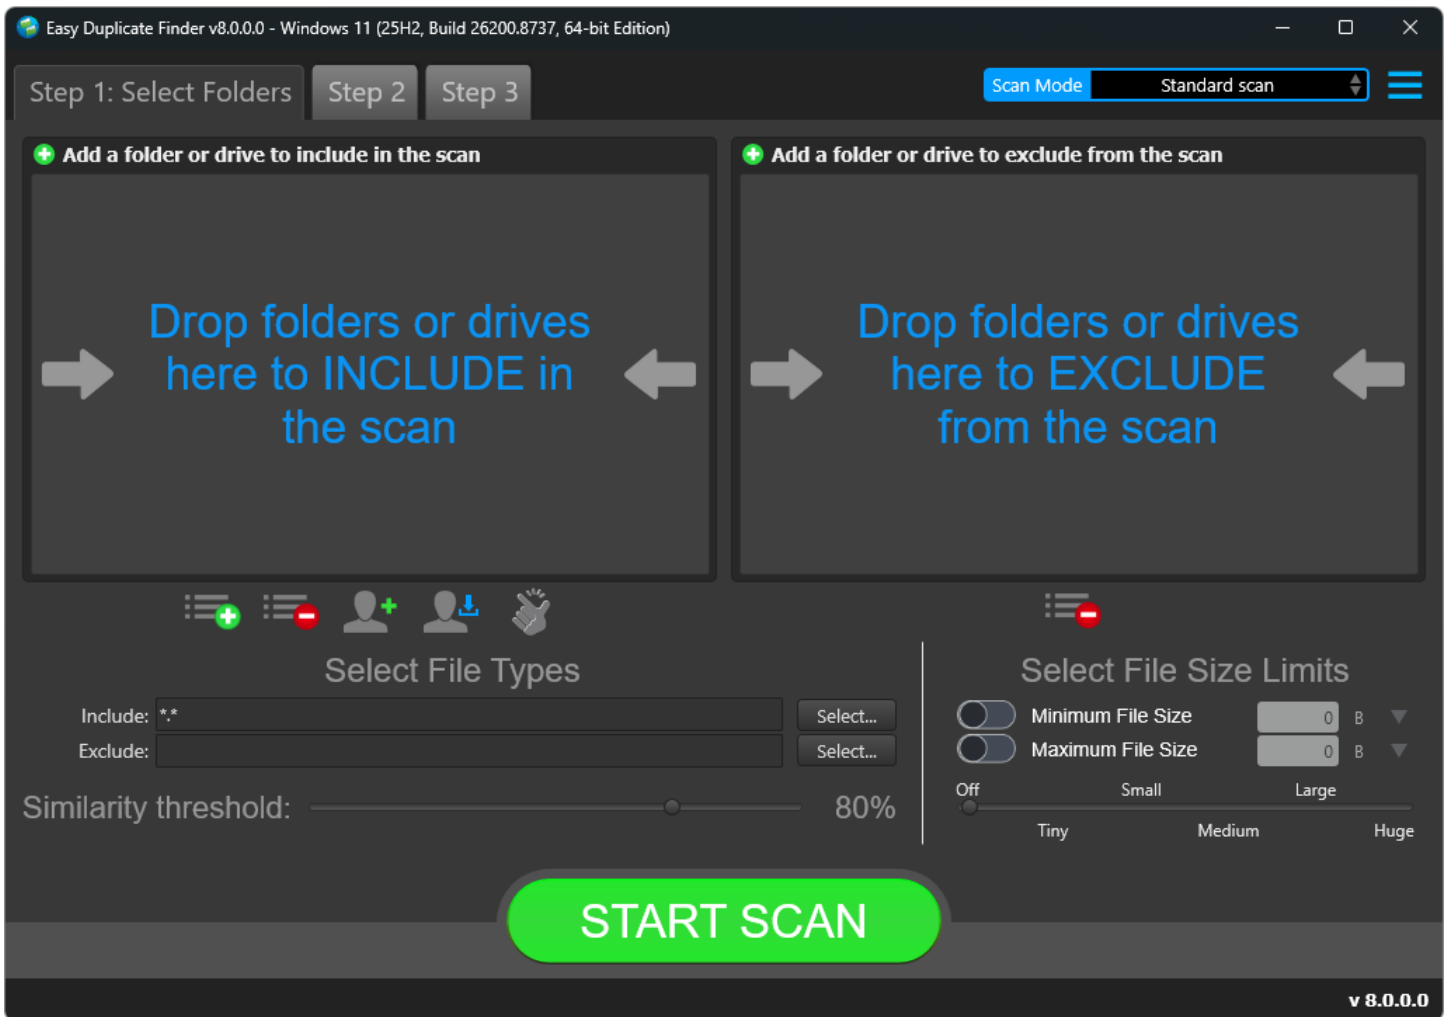 Easy Duplicate Finder v8.0.0.0 - Windows 11 (25H2, Build 26200.8737, 64-bit Edition)
Step 1: Select Folders
Step 2
Step 3
Scan Mode
Standard scan
Add a folder or drive to include in the scan
Drop folders or drives
here to INCLUDE in
the scan
Add a folder or drive to exclude from the scan
Drop folders or drives
here to EXCLUDE
from the scan
Select File Types
Include: *.* Select...
Exclude: Select...
Similarity threshold: 80%
Select File Size Limits
Minimum File Size 0 B
Maximum File Size 0 B
Off Small Large
Tiny Medium Huge
START SCAN
v 8.0.0.0